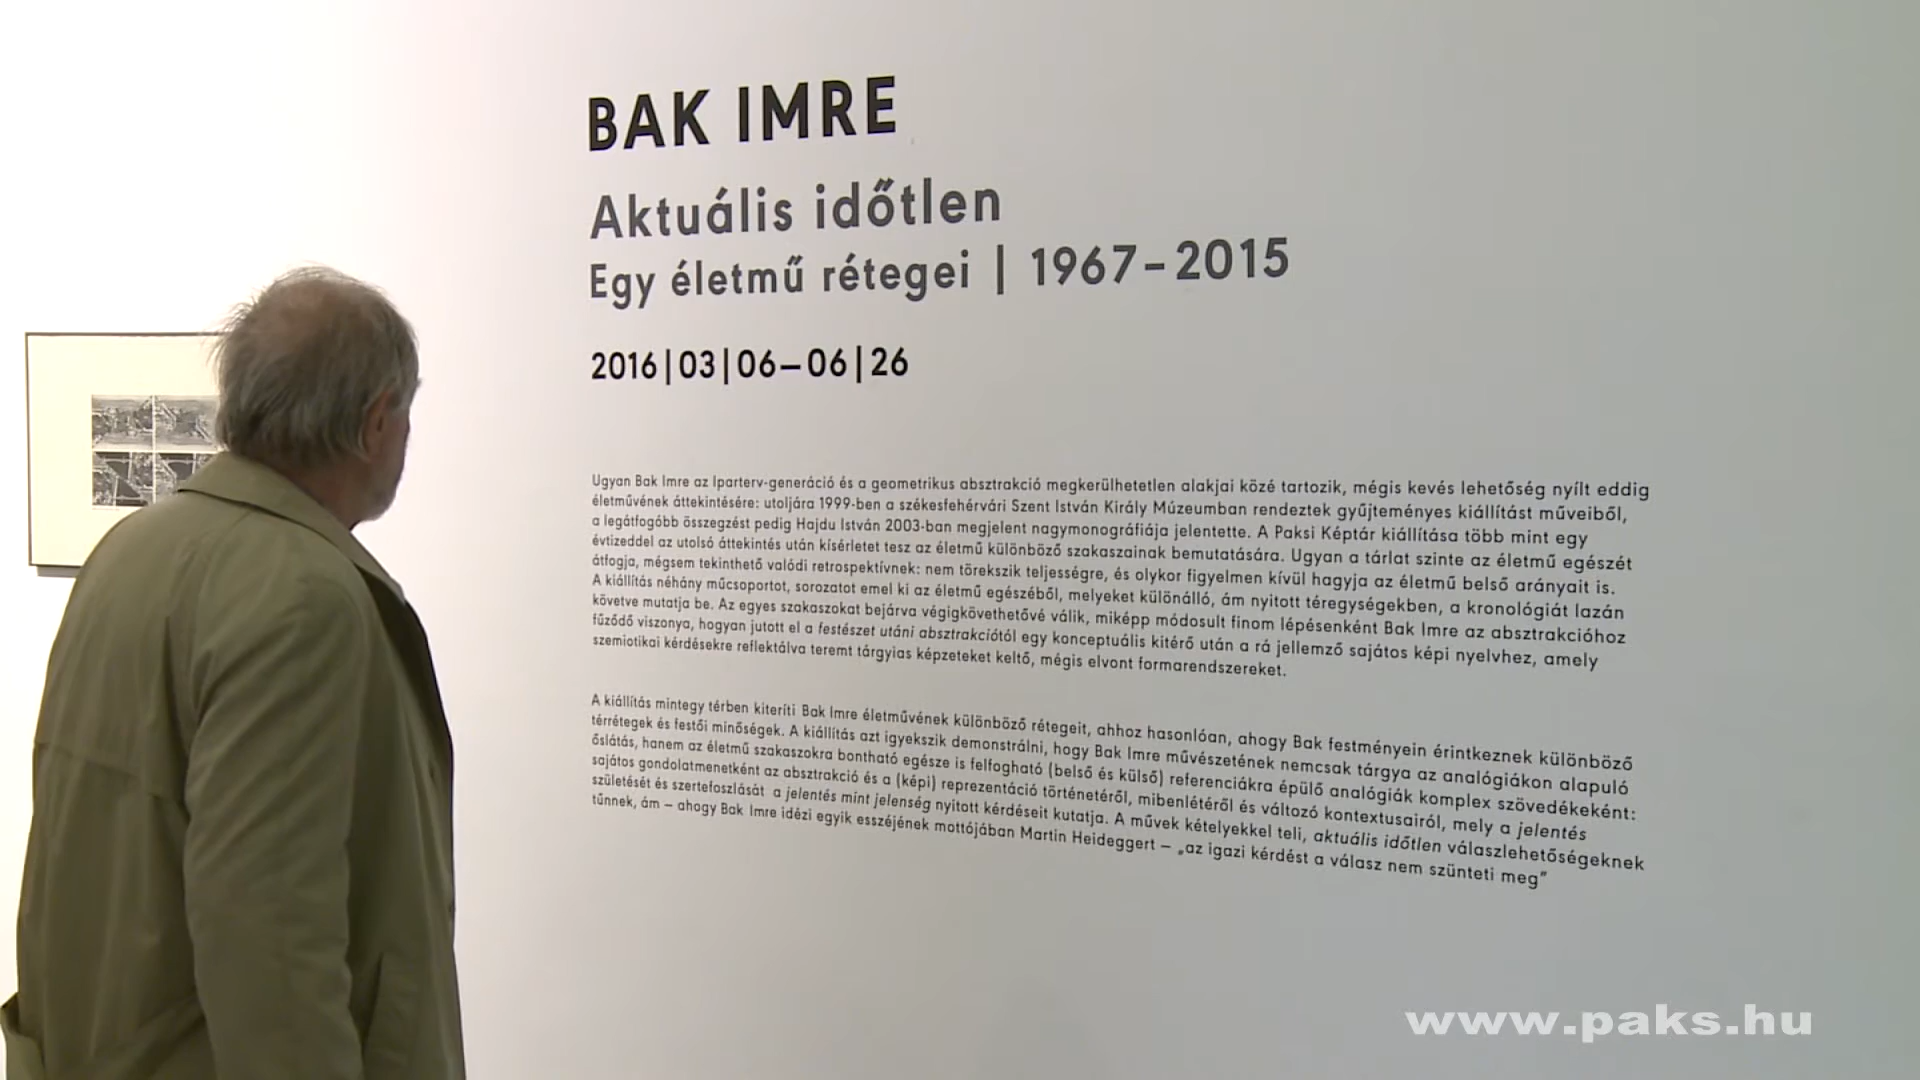 BAK IMRE
Aktuális időtlen
Egy életmű rétegei | 1967-2015
2016|03|06–06|26
Ugyan Bak Imre az Iparterv-generáció és a geometrikus absztrakció megkerülhetetlen alakjai közé tartozik, mégis kevés lehetőség nyílt eddig
életművének áttekintésére: utoljára 1999-ben a székesfehérvári Szent István Király Múzeumban rendeztek gyűjteményes kiállítást műveiből,
a legátfogóbb összegzést pedig Hajdu István 2003-ban megjelent nagymonográfiája jelentette. A Paksi Képtár kiállítása több mint egy
évtizeddel az utolsó áttekintés után kísérletet tesz az életmű különböző szakaszainak bemutatására. Ugyan a tárlat szinte az életmű egészét
átfogja, mégsem tekinthető valódi retrospektívnek: nem törekszik teljességre, és olykor figyelmen kívül hagyja az életmű belső arányait is.
A kiállítás néhány műcsoportot, sorozatot emel ki az életmű egészéből, melyeket különálló, ám nyitott téregységekben, a kronológiát lazán
követve mutatja be. Az egyes szakaszokat bejárva végigkövethetővé válik, miképp módosult finom lépésenként Bak Imre az absztrakcióhoz
fűződő viszonya, hogyan jutott el a festészet utáni absztrakciótól egy konceptuális kitérő után a rá jellemző sajátos képi nyelvhez, amely
szemiotikai kérdésekre reflektálva teremt tárgyias képzeteket keltő, mégis elvont formarendszereket.
A kiállítás mintegy térben kiteríti Bak Imre életművének különböző rétegeit, ahhoz hasonlóan, ahogy Bak festményein érintkeznek különböző
térrétegek és festői minőségek. A kiállítás azt igyekszik demonstrálni, hogy Bak Imre művészetének nemcsak tárgya az analógiákon alapuló
őslátás, hanem az életmű szakaszokra bontható egésze is felfogható (belső és külső) referenciákra épülő analógiák komplex szövedékeként:
sajátos gondolatmenetként az absztrakció és a (képi) reprezentáció történetéről, mibenlétéről és változó kontextusairól, mely a jelentés
születését és szertefoszlását a jelentés mint jelenség nyitott kérdéseit kutatja. A művek kételyekkel teli, aktuális időtlen válaszlehetőségeknek
tűnnek, ám – ahogy Bak Imre idézi egyik esszéjének mottójában Martin Heideggert – „az igazi kérdést a válasz nem szünteti meg”
www.paks.hu